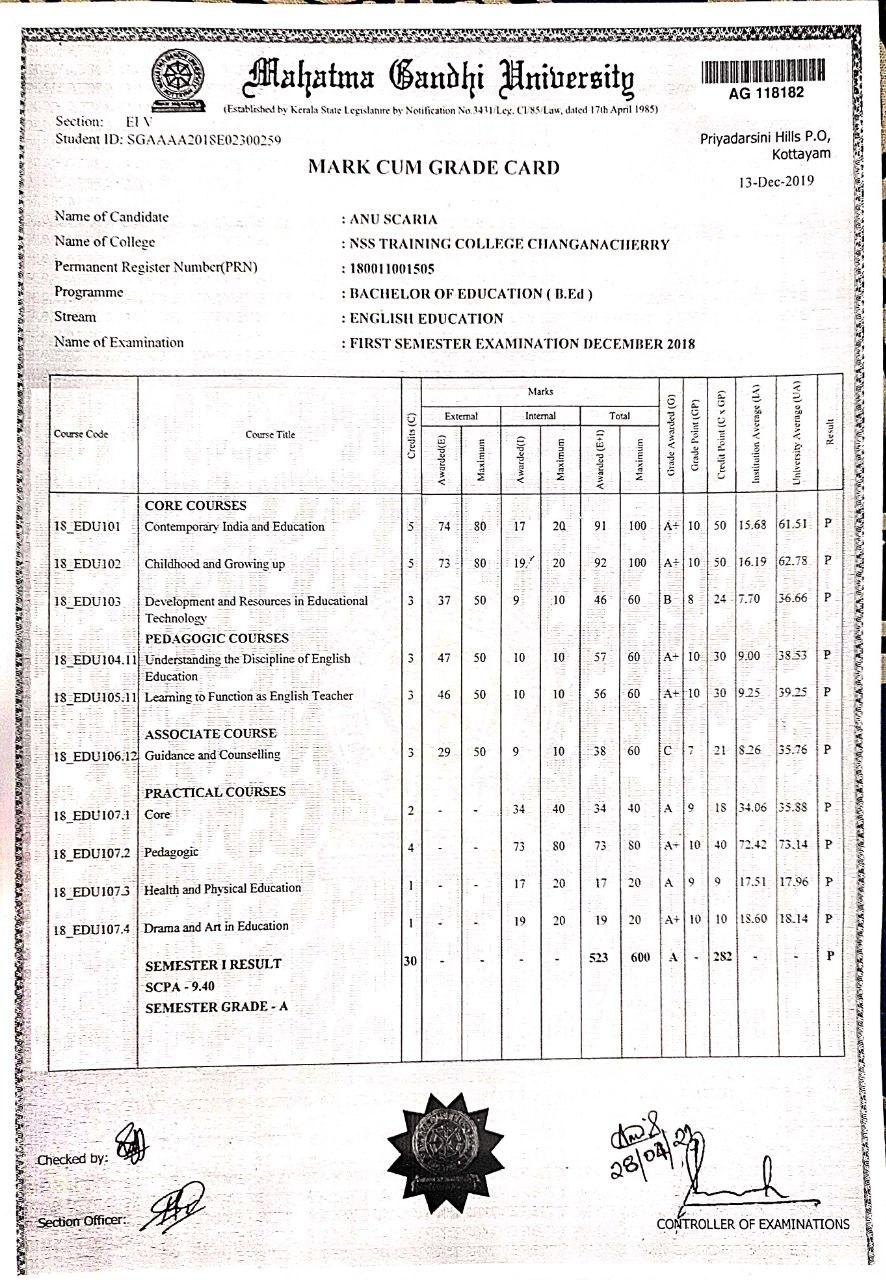 Mahatma Gandhi University
(Established by Kerala State Legislature by Notification No.3431/Leg. C1/85/Law, dated 17th April 1985)
AG 118182
Section: EI V
Student ID: SGAAAA2018E02300259
Priyadarsini Hills P.O,
Kottayam
MARK CUM GRADE CARD
13-Dec-2019
Name of Candidate : ANU SCARIA
Name of College : NSS TRAINING COLLEGE CHANGANACHERRY
Permanent Register Number(PRN) : 180011001505
Programme : BACHELOR OF EDUCATION ( B.Ed )
Stream : ENGLISH EDUCATION
Name of Examination : FIRST SEMESTER EXAMINATION DECEMBER 2018
Marks
External Internal Total
Course Code Course Title Credits (C) Awarded(E) Maximum Awarded(I) Maximum Awarded (E+I) Maximum Grade Awarded (G) Grade Point (GP) Credit Point (C x GP) Institution Average (IA) University Average (UA) Result
CORE COURSES
18_EDU101 Contemporary India and Education 5 74 80 17 20 91 100 A+ 10 50 15.68 61.51 P
18_EDU102 Childhood and Growing up 5 73 80 19 20 92 100 A+ 10 50 16.19 62.78 P
18_EDU103 Development and Resources in Educational 3 37 50 9 10 46 60 B 8 24 7.70 36.66 P
Technology
PEDAGOGIC COURSES
18_EDU104.11 Understanding the Discipline of English 3 47 50 10 10 57 60 A+ 10 30 9.00 38.53 P
Education
18_EDU105.11 Learning to Function as English Teacher 3 46 50 10 10 56 60 A+ 10 30 9.25 39.25 P
ASSOCIATE COURSE
18_EDU106.12 Guidance and Counselling 3 29 50 9 10 38 60 C 7 21 8.26 35.76 P
PRACTICAL COURSES
18_EDU107.1 Core 2 - - 34 40 34 40 A 9 18 34.06 35.88 P
18_EDU107.2 Pedagogic 4 - - 73 80 73 80 A+ 10 40 72.42 73.14 P
18_EDU107.3 Health and Physical Education 1 - - 17 20 17 20 A 9 9 17.51 17.96 P
18_EDU107.4 Drama and Art in Education 1 - - 19 20 19 20 A+ 10 10 18.60 18.14 P
SEMESTER I RESULT 30 - - - - 523 600 A - 282 - - P
SCPA - 9.40
SEMESTER GRADE - A
Checked by:
28/04/
Section Officer:
CONTROLLER OF EXAMINATIONS